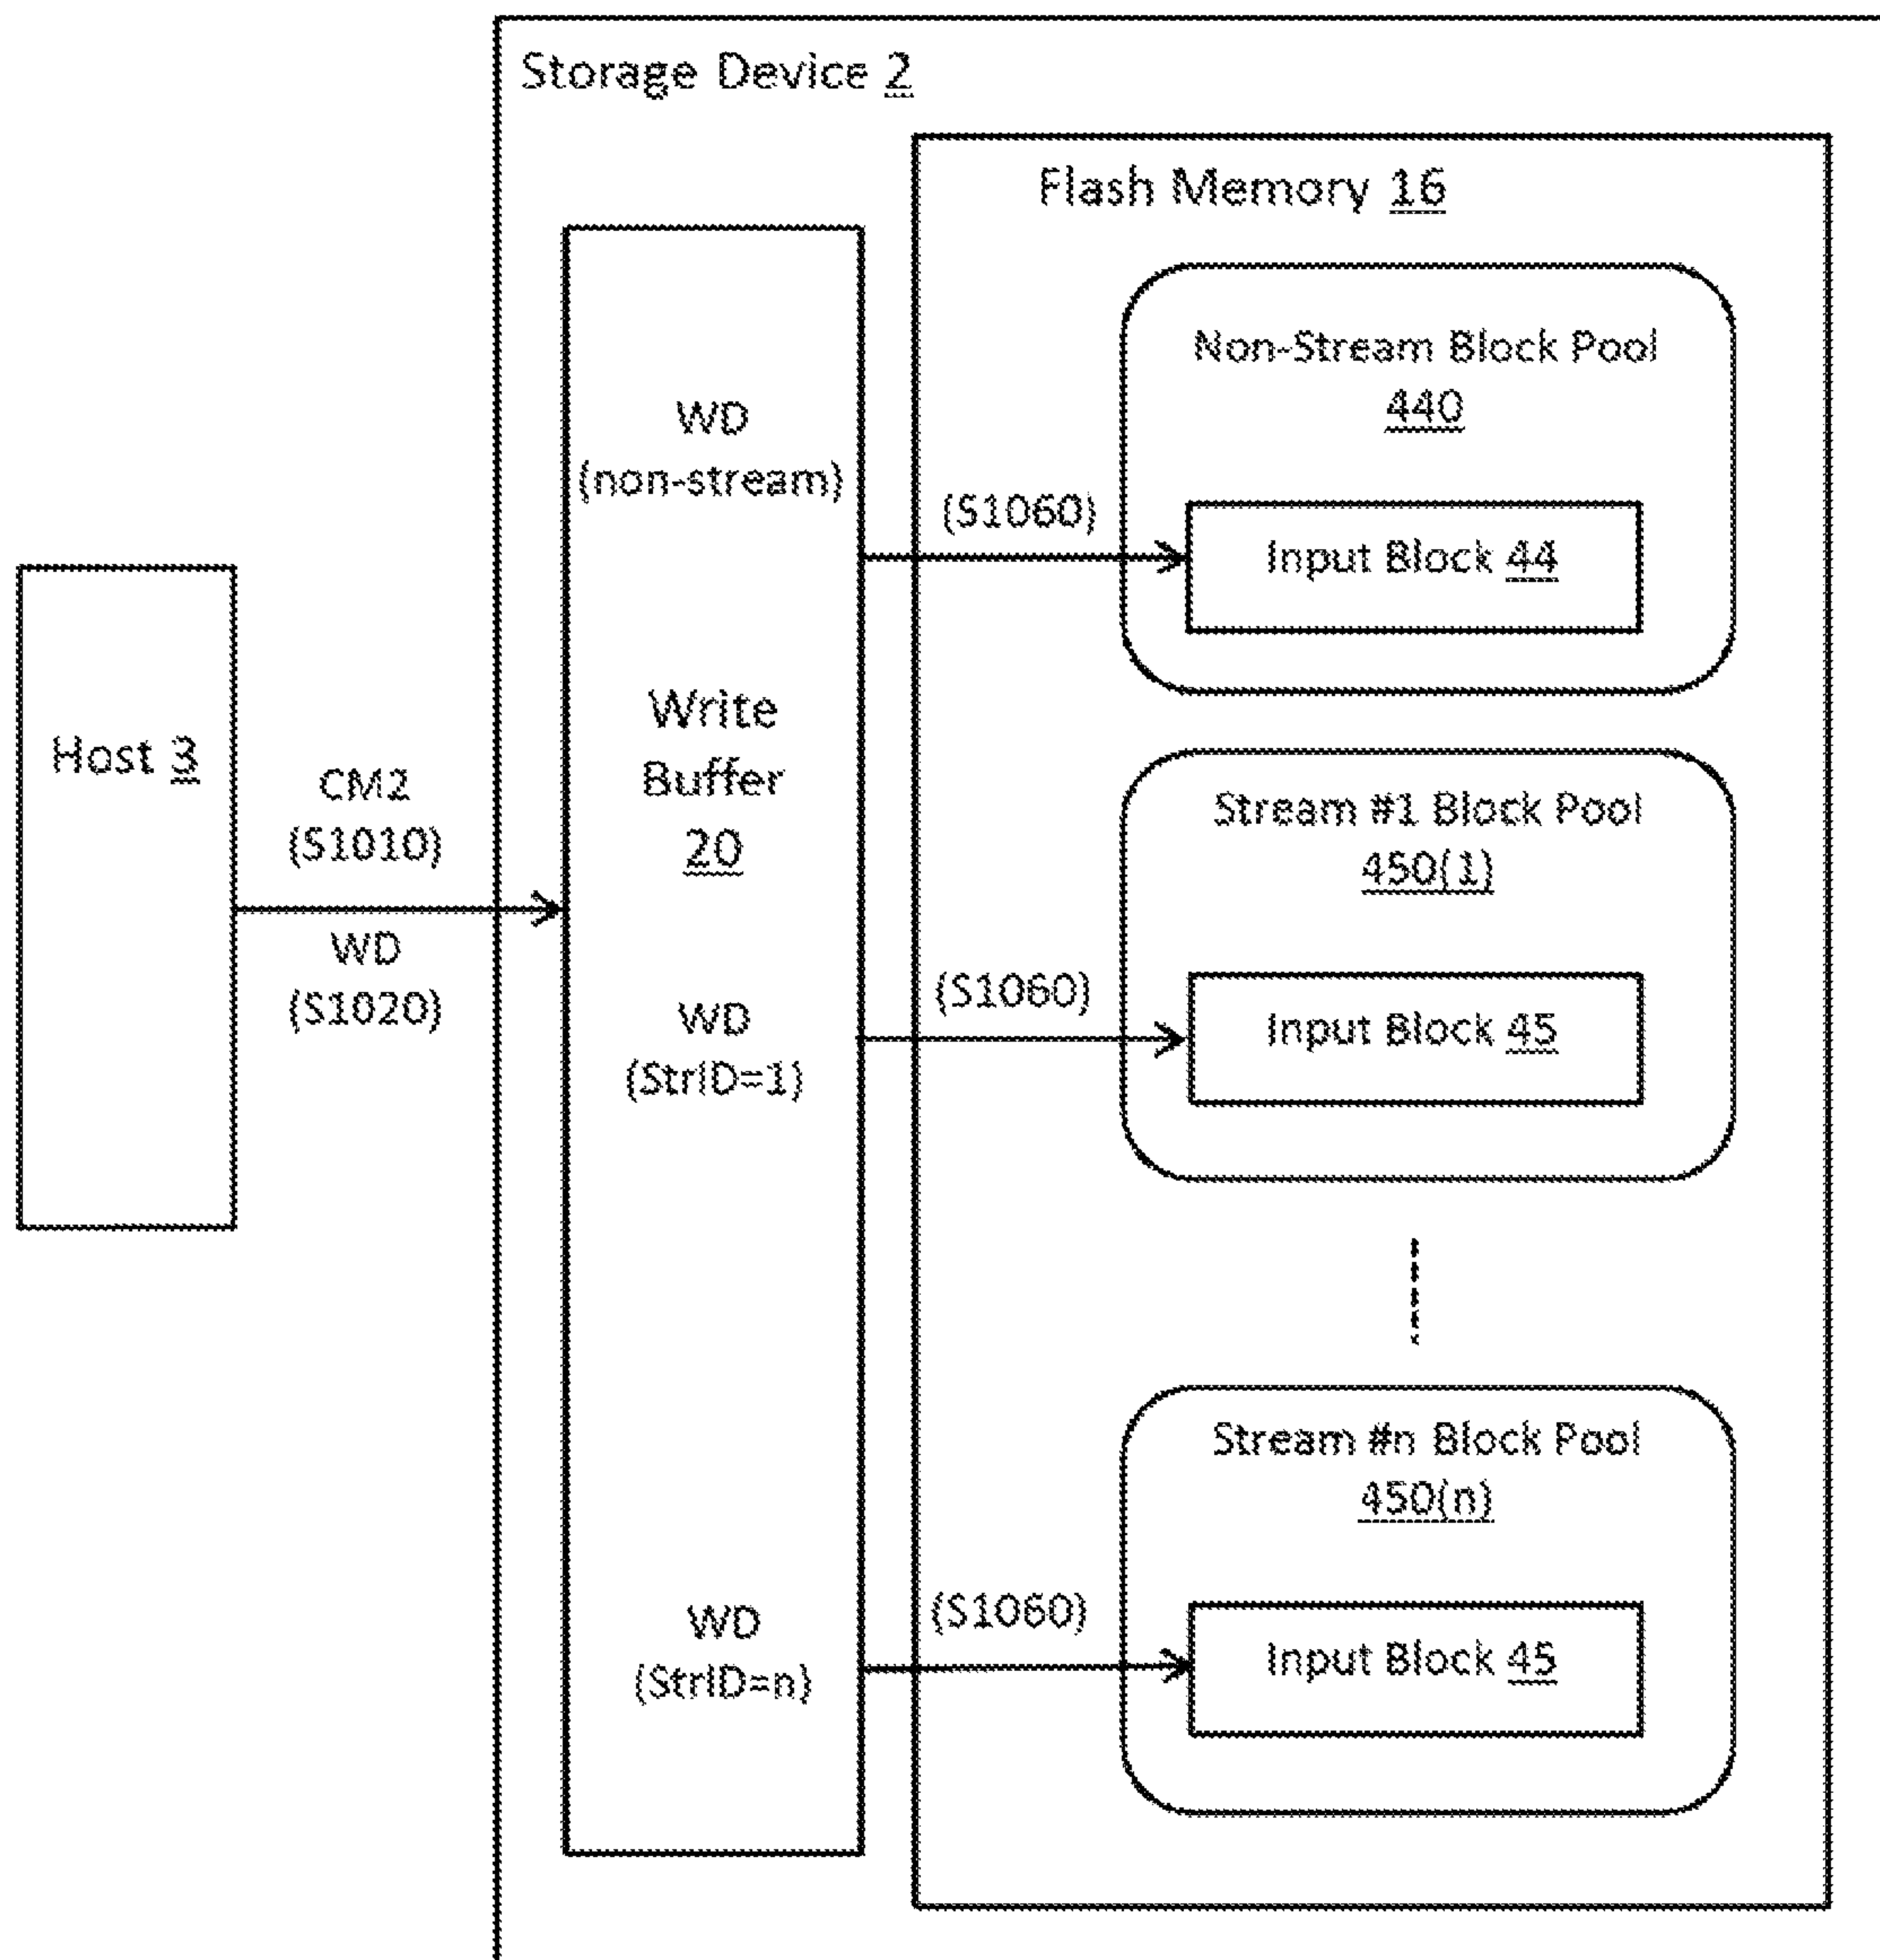 Storage Device 2
Flash Memory 16
Non-Stream Block Pool
440
WD
(non-stream)
(S1060)
Input Block 44
Host 3
Write
Buffer
20
CM2
(S1010)
WD
(S1020)
Stream #1 Block Pool
450(1)
WD
(StrID=1)
(S1060)
Input Block 45
Stream #n Block Pool
450(n)
WD
(StrID=n)
(S1060)
Input Block 45